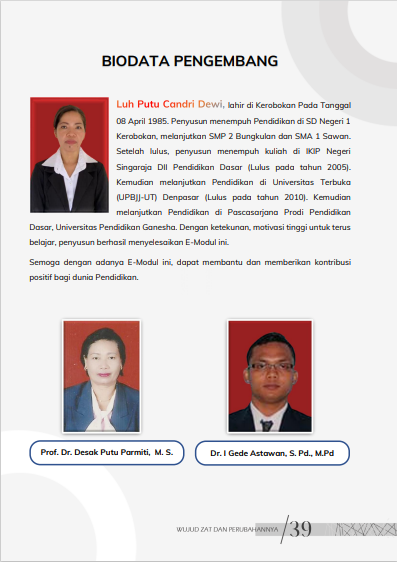 BIODATA PENGEMBANG
Luh Putu Candri Dewi, lahir di Kerobokan Pada Tanggal
08 April 1985. Penyusun menempuh Pendidikan di SD Negeri 1
Kerobokan, melanjutkan SMP 2 Bungkulan dan SMA 1 Sawan.
Setelah lulus, penyusun menempuh kuliah di IKIP Negeri
Singaraja DII Pendidikan Dasar (Lulus pada tahun 2005).
Kemudian melanjutkan Pendidikan di Universitas Terbuka
(UPBJJ-UT) Denpasar (Lulus pada tahun 2010). Kemudian
melanjutkan Pendidikan di Pascasarjana Prodi Pendidikan
Dasar, Universitas Pendidikan Ganesha. Dengan ketekunan, motivasi tinggi untuk terus
belajar, penyusun berhasil menyelesaikan E-Modul ini.
Semoga dengan adanya E-Modul ini, dapat membantu dan memberikan kontribusi
positif bagi dunia Pendidikan.
Prof. Dr. Desak Putu Parmiti, M. S.
Dr. I Gede Astawan, S. Pd., M.Pd
WUJUD ZAT DAN PERUBAHANNYA
39